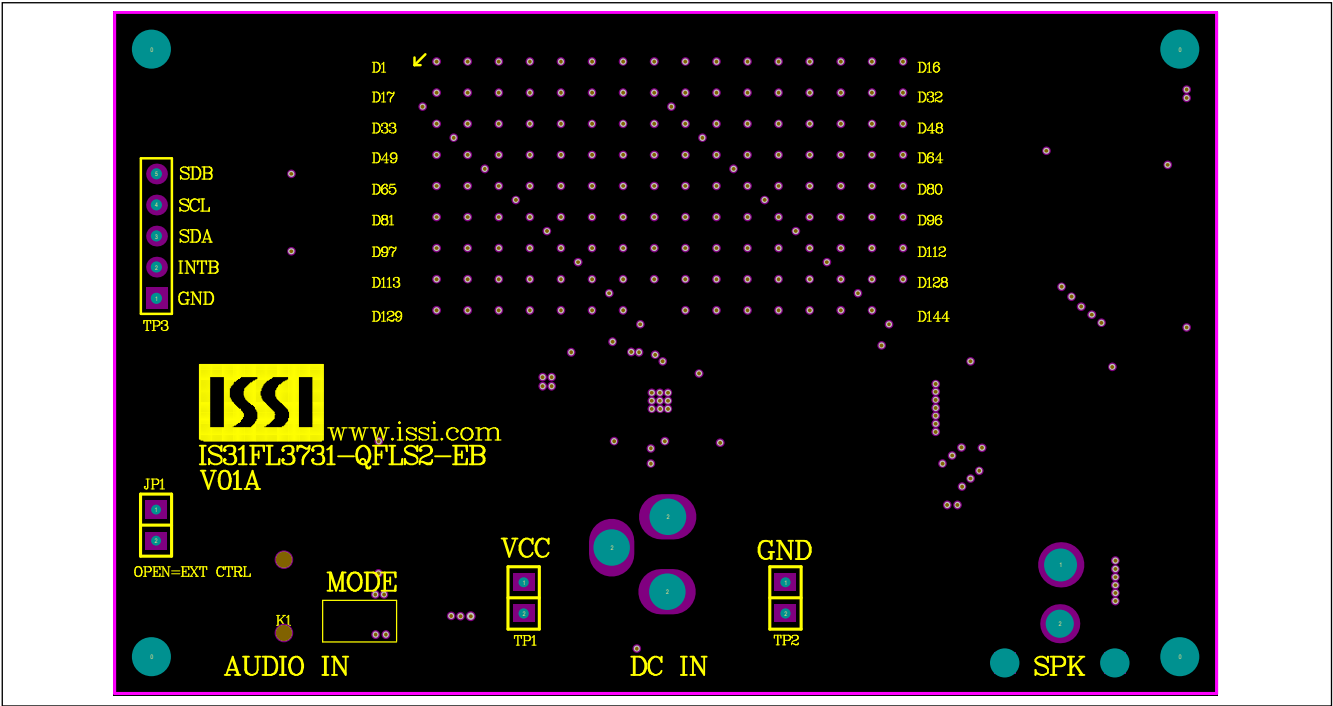 D1 D16
D17 D32
D33 D48
D49 D64
D65 D80
D81 D96
D97 D112
D113 D128
D129 D144
SDB
SCL
SDA
INTB
GND
TP3
ISSI
www.issi.com
IS31FL3731-QFLS2-EB
V01A
JP1
OPEN=EXT CTRL
MODE
K1
AUDIO IN
VCC
TP1
DC IN
GND
TP2
SPK